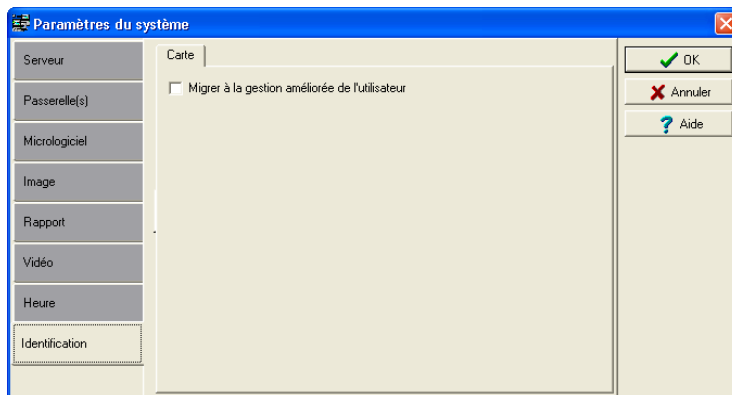 Paramètres du système
Serveur
Passerelle(s)
Micrologiciel
Image
Rapport
Vidéo
Heure
Identification
Carte
Migrer à la gestion améliorée de l'utilisateur
OK
Annuler
Aide